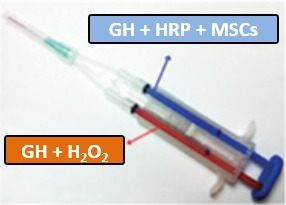 GH + HRP + MSCs
GH + H₂O₂